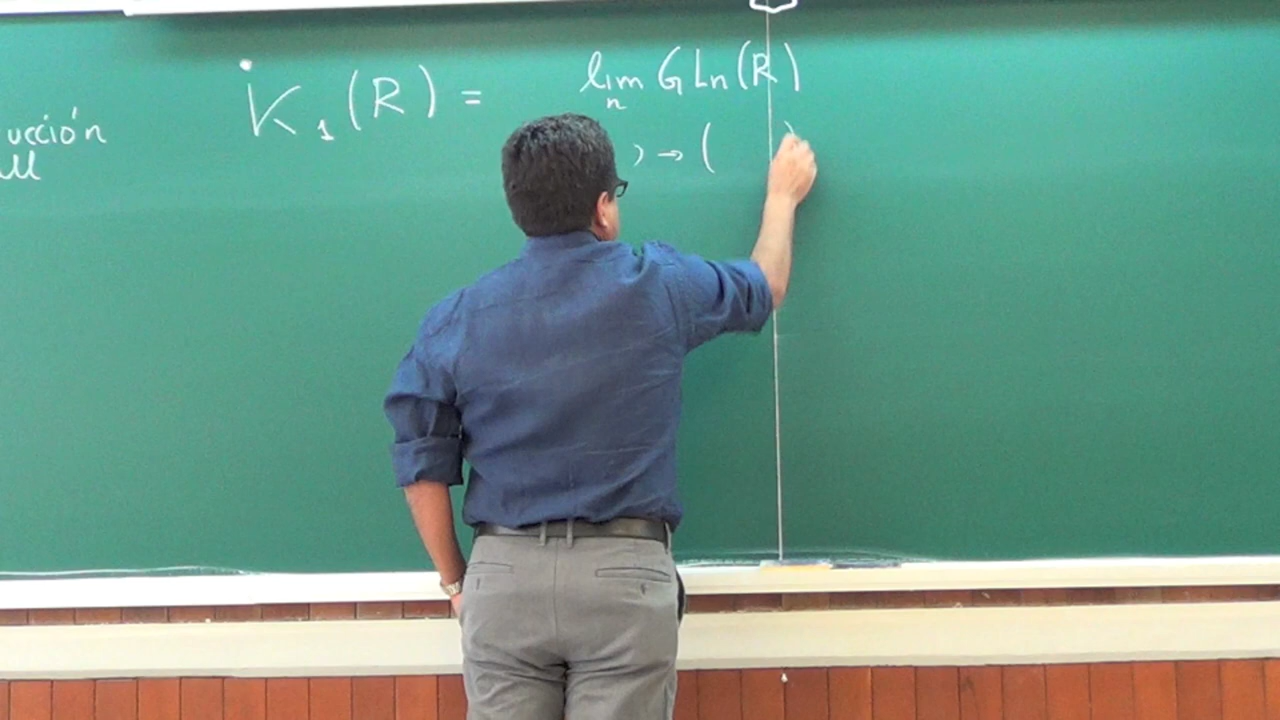 ucción
K₁(R) = lim GLn(R)
n
) → ( )